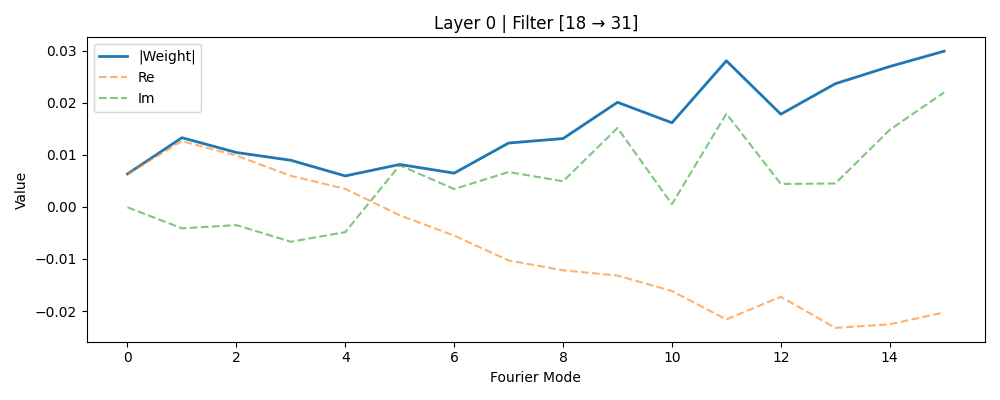 Layer 0 | Filter [18 → 31]
|Weight|
Re
Im
0.03
0.02
0.01
0.00
−0.01
−0.02
Value
0 2 4 6 8 10 12 14
Fourier Mode